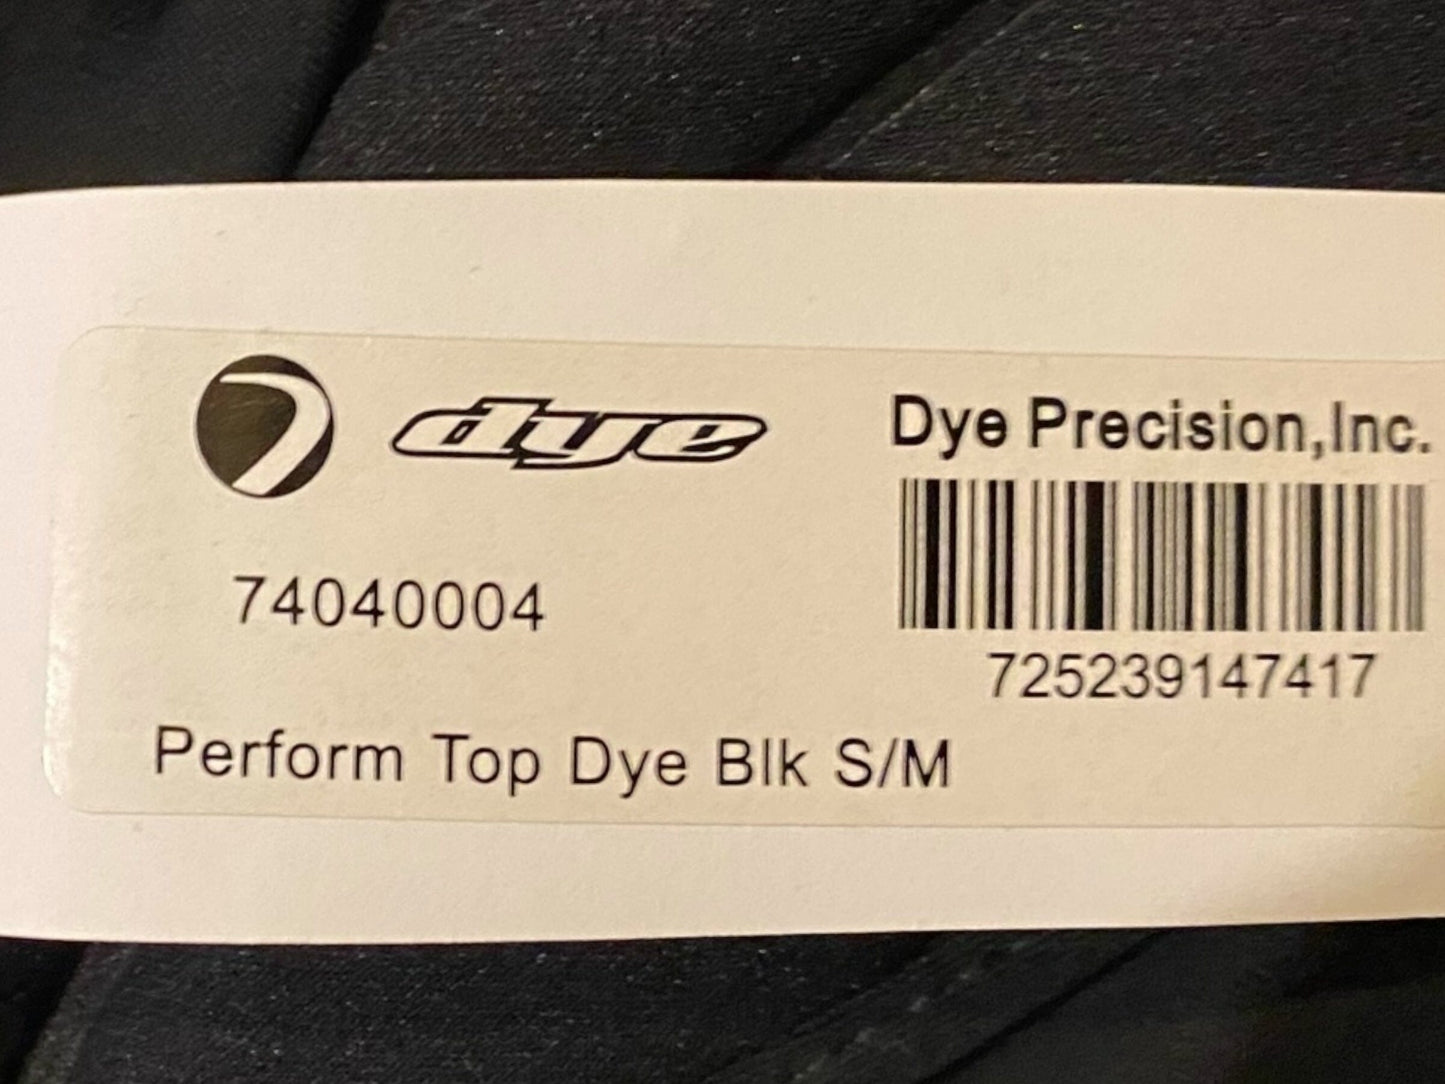 dye
Dye Precision,Inc.
74040004
725239147417
Perform Top Dye Blk S/M